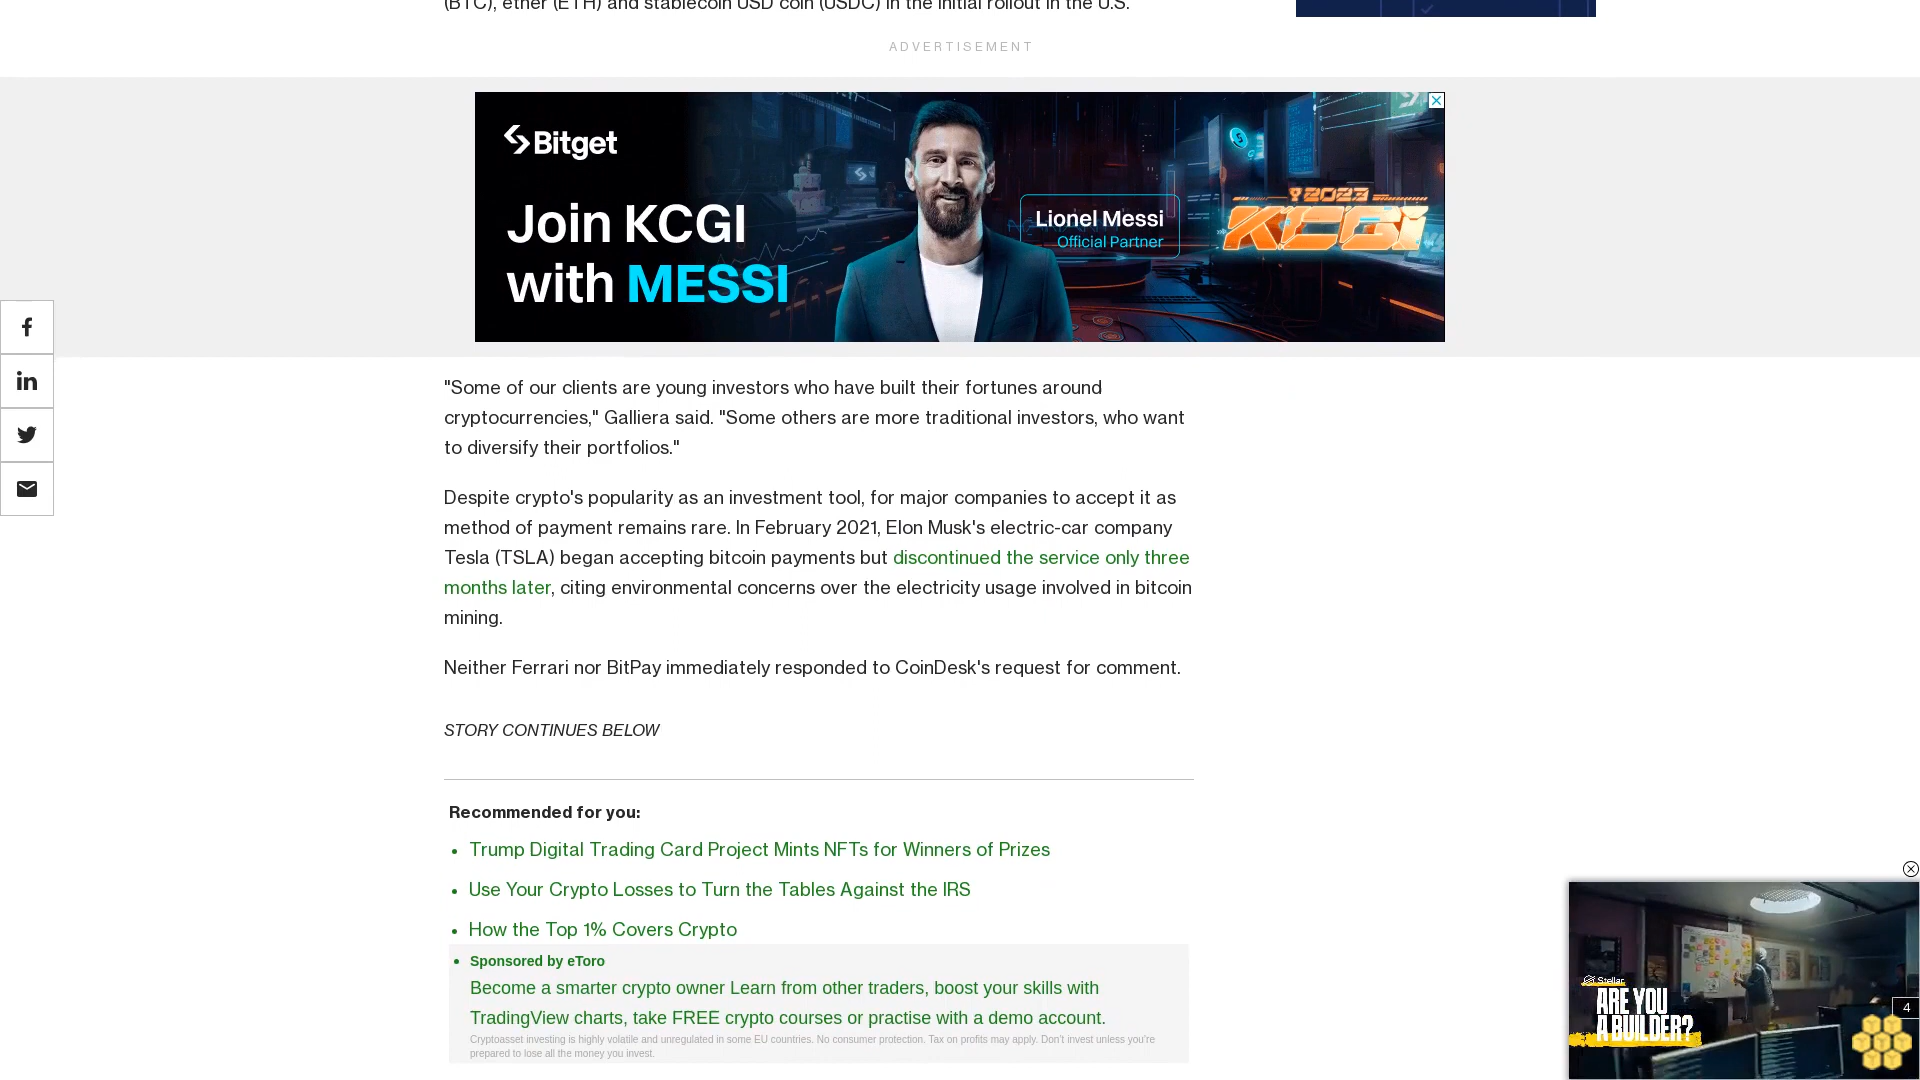 (BTC), ether (ETH) and stablecoin USD coin (USDC) in the initial rollout in the U.S.
ADVERTISEMENT
Bitget
Join KCGI
with MESSI
Lionel Messi
Official Partner
Y2023
KCGI
"Some of our clients are young investors who have built their fortunes around
cryptocurrencies," Galliera said. "Some others are more traditional investors, who want
to diversify their portfolios."
Despite crypto's popularity as an investment tool, for major companies to accept it as
method of payment remains rare. In February 2021, Elon Musk's electric-car company
Tesla (TSLA) began accepting bitcoin payments but discontinued the service only three
months later, citing environmental concerns over the electricity usage involved in bitcoin
mining.
Neither Ferrari nor BitPay immediately responded to CoinDesk's request for comment.
STORY CONTINUES BELOW
Recommended for you:
• Trump Digital Trading Card Project Mints NFTs for Winners of Prizes
• Use Your Crypto Losses to Turn the Tables Against the IRS
• How the Top 1% Covers Crypto
• Sponsored by eToro
Become a smarter crypto owner Learn from other traders, boost your skills with
TradingView charts, take FREE crypto courses or practise with a demo account.
Cryptoasset investing is highly volatile and unregulated in some EU countries. No consumer protection. Tax on profits may apply. Don't invest unless you're
prepared to lose all the money you invest.
Stellar
ARE YOU
A BUILDER?
4